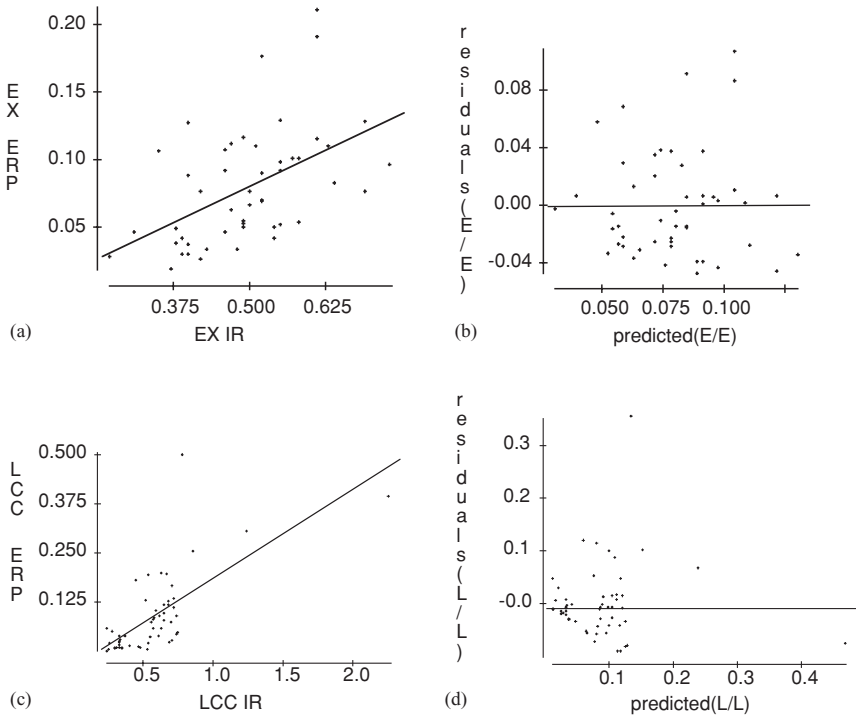 EX ERP
0.20
0.15
0.10
0.05
0.375 0.500 0.625
EX IR
(a)
residuals(E/E)
0.08
0.04
0.00
-0.04
0.050 0.075 0.100
predicted(E/E)
(b)
LCC ERP
0.500
0.375
0.250
0.125
0.5 1.0 1.5 2.0
LCC IR
(c)
residuals(L/L)
0.3
0.2
0.1
-0.0
0.1 0.2 0.3 0.4
predicted(L/L)
(d)